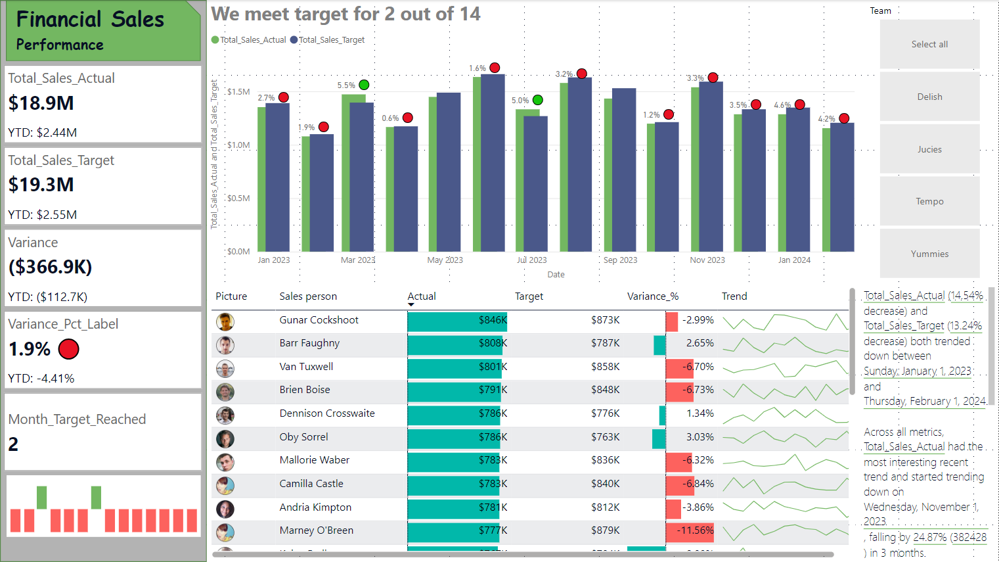 Financial Sales
Performance
Total_Sales_Actual
$18.9M
YTD: $2.44M
Total_Sales_Target
$19.3M
YTD: $2.55M
Variance
($366.9K)
YTD: ($112.7K)
Variance_Pct_Label
1.9%
YTD: -4.41%
Month_Target_Reached
2
We meet target for 2 out of 14
Total_Sales_Actual Total_Sales_Target
Total_Sales_Actual and Total_Sales_Target
$1.5M
$1.0M
$0.5M
$0.0M
2.7% 1.9% 5.5% 0.6% 1.6% 5.0% 3.2% 1.2% 3.3% 3.5% 4.6% 4.2%
Jan 2023 Mar 2023 May 2023 Jul 2023 Sep 2023 Nov 2023 Jan 2024
Date
Team
Select all
Delish
Jucies
Tempo
Yummies
Picture Sales person Actual Target Variance_% Trend
Gunar Cockshoot $846K $873K -2.99%
Barr Faughny $808K $787K 2.65%
Van Tuxwell $801K $858K -6.70%
Brien Boise $791K $848K -6.73%
Dennison Crosswaite $786K $776K 1.34%
Oby Sorrel $786K $763K 3.03%
Mallorie Waber $783K $836K -6.32%
Camilla Castle $783K $840K -6.84%
Andria Kimpton $781K $812K -3.86%
Marney O'Breen $777K $879K -11.56%
Total_Sales_Actual (14.54%
decrease) and
Total_Sales_Target (13.24%
decrease) both trended
down between
Sunday, January 1, 2023
and
Thursday, February 1, 2024.
Across all metrics,
Total_Sales_Actual had the
most interesting recent
trend and started trending
down on
Wednesday, November 1,
2023
, falling by 24.87% (382428
) in 3 months.